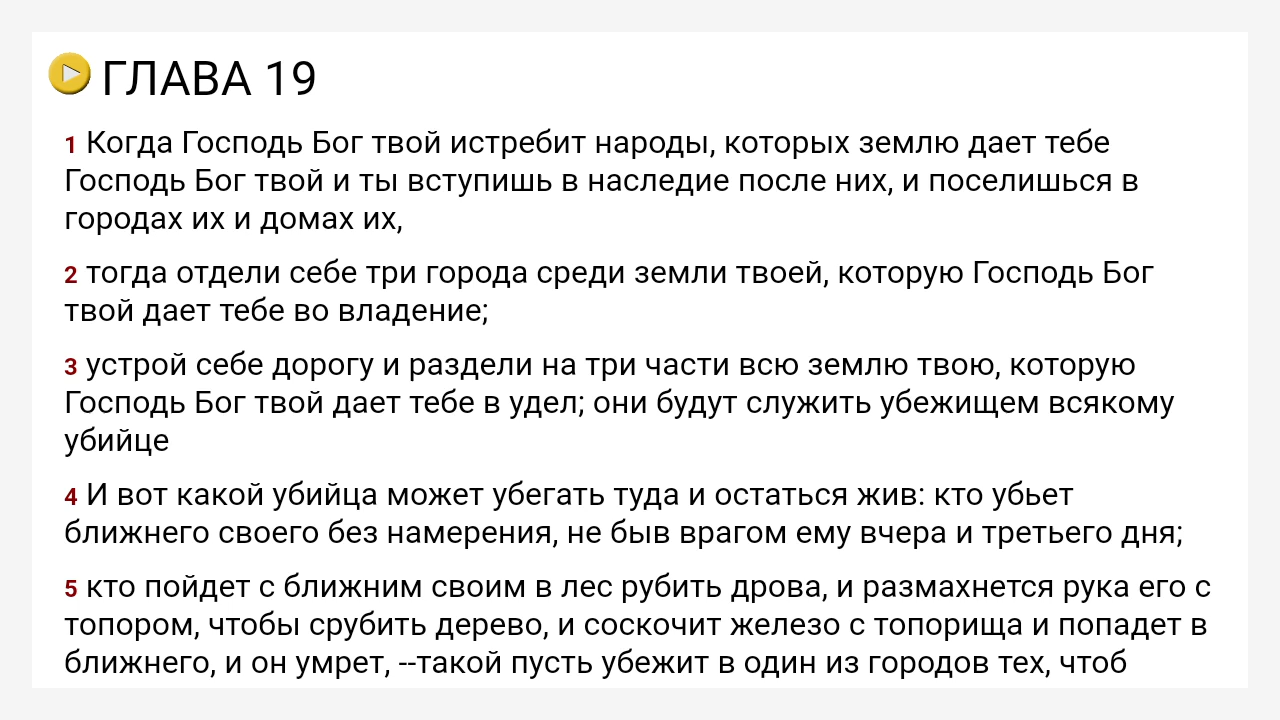 ГЛАВА 19
1 Когда Господь Бог твой истребит народы, которых землю дает тебе
Господь Бог твой и ты вступишь в наследие после них, и поселишься в
городах их и домах их,
2 тогда отдели себе три города среди земли твоей, которую Господь Бог
твой дает тебе во владение;
3 устрой себе дорогу и раздели на три части всю землю твою, которую
Господь Бог твой дает тебе в удел; они будут служить убежищем всякому
убийце
4 И вот какой убийца может убегать туда и остаться жив: кто убьет
ближнего своего без намерения, не быв врагом ему вчера и третьего дня;
5 кто пойдет с ближним своим в лес рубить дрова, и размахнется рука его с
топором, чтобы срубить дерево, и соскочит железо с топорища и попадет в
ближнего, и он умрет, --такой пусть убежит в один из городов тех, чтоб